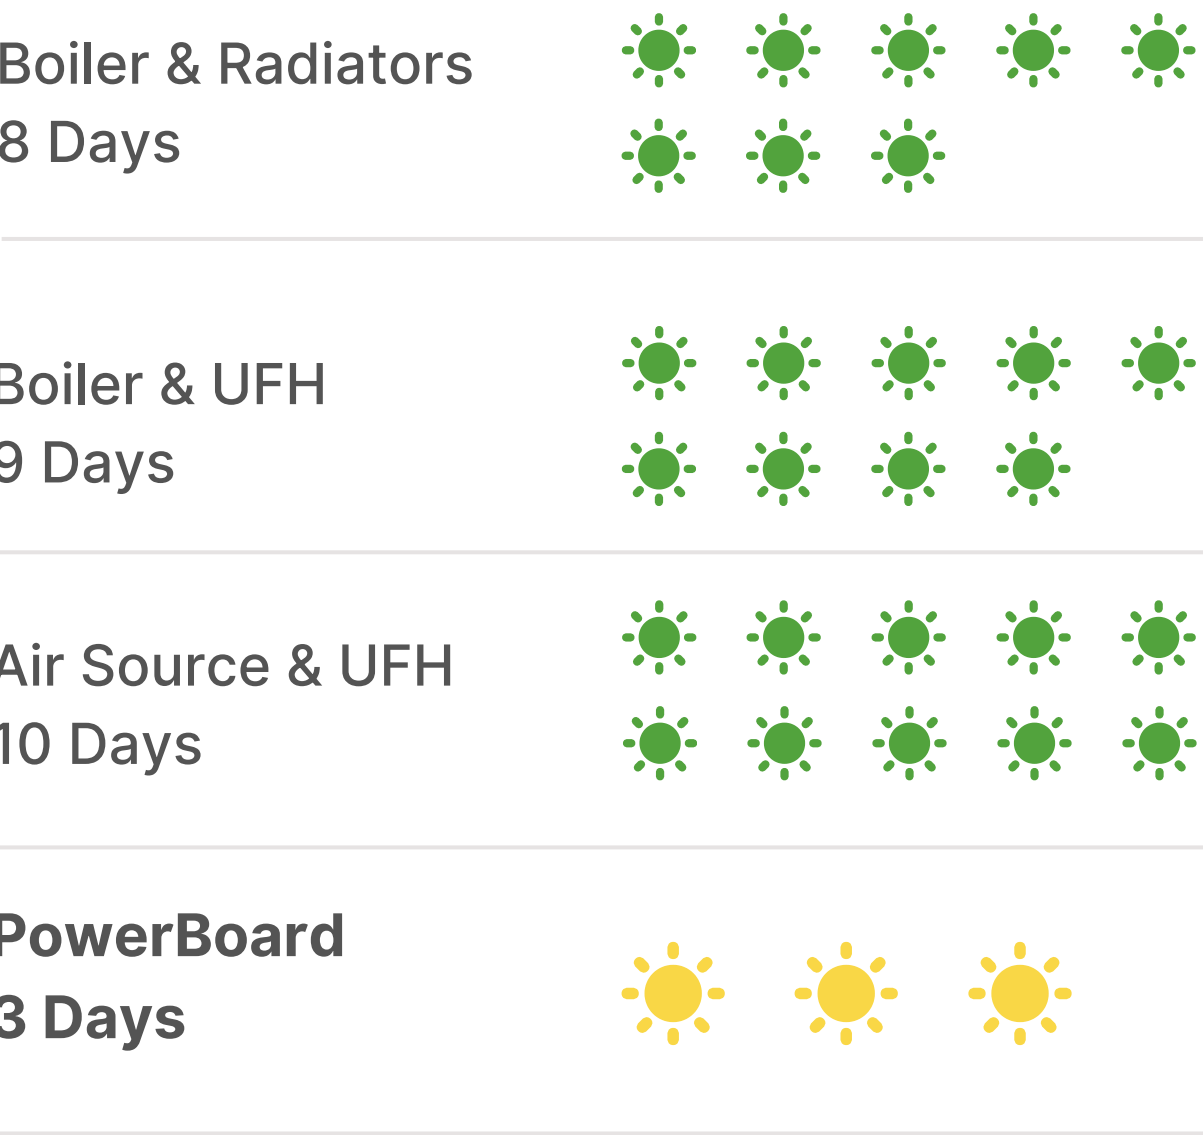 Boiler & Radiators
8 Days
Boiler & UFH
9 Days
Air Source & UFH
10 Days
PowerBoard
3 Days